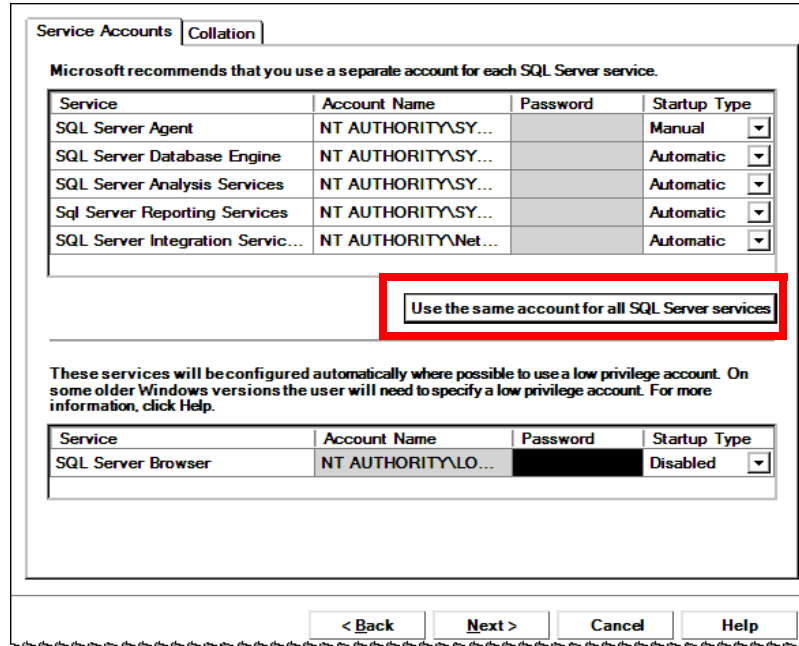 Service Accounts Collation
Microsoft recommends that you use a separate account for each SQL Server service.
Service Account Name Password Startup Type
SQL Server Agent NT AUTHORITY\SY... Manual
SQL Server Database Engine NT AUTHORITY\SY... Automatic
SQL Server Analysis Services NT AUTHORITY\SY... Automatic
Sql Server Reporting Services NT AUTHORITY\SY... Automatic
SQL Server Integration Servic... NT AUTHORITY\Net... Automatic
Use the same account for all SQL Server services
These services will be configured automatically where possible to use a low privilege account. On
some older Windows versions the user will need to specify a low privilege account. For more
information, click Help.
Service Account Name Password Startup Type
SQL Server Browser NT AUTHORITY\LO... Disabled
< Back Next > Cancel Help